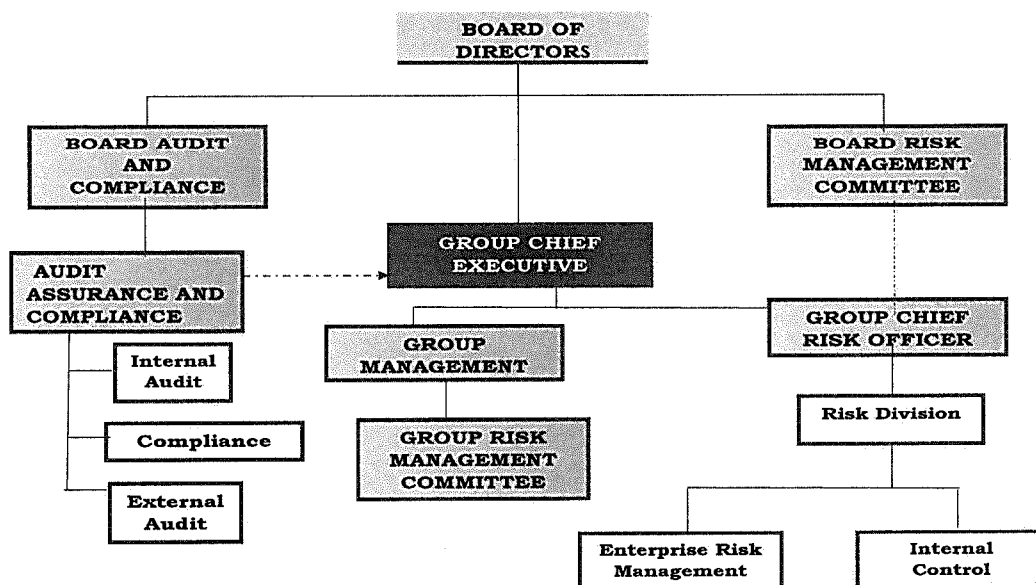 BOARD OF
DIRECTORS
BOARD AUDIT
AND
COMPLIANCE
BOARD RISK
MANAGEMENT
COMMITTEE
GROUP CHIEF
EXECUTIVE
AUDIT
ASSURANCE AND
COMPLIANCE
GROUP CHIEF
RISK OFFICER
GROUP
MANAGEMENT
Internal
Audit
Risk Division
Compliance
GROUP RISK
MANAGEMENT
COMMITTEE
External
Audit
Enterprise Risk
Management
Internal
Control